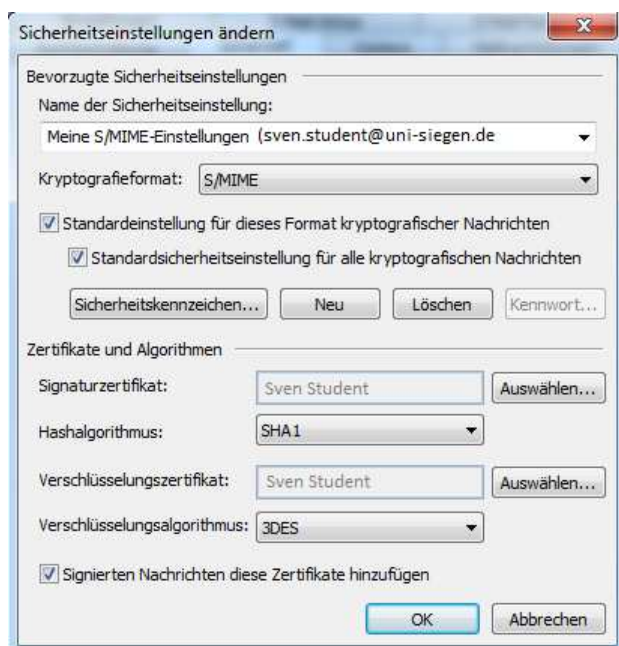 Sicherheitseinstellungen ändern
Bevorzugte Sicherheitseinstellungen
Name der Sicherheitseinstellung:
Meine S/MIME-Einstellungen (sven.student@uni-siegen.de
Kryptografieformat: S/MIME
Standardeinstellung für dieses Format kryptografischer Nachrichten
Standardsicherheitseinstellung für alle kryptografischen Nachrichten
Sicherheitskennzeichen... Neu Löschen Kennwort...
Zertifikate und Algorithmen
Signaturzertifikat: Sven Student Auswählen...
Hashalgorithmus: SHA1
Verschlüsselungszertifikat: Sven Student Auswählen...
Verschlüsselungsalgorithmus: 3DES
Signierten Nachrichten diese Zertifikate hinzufügen
OK Abbrechen